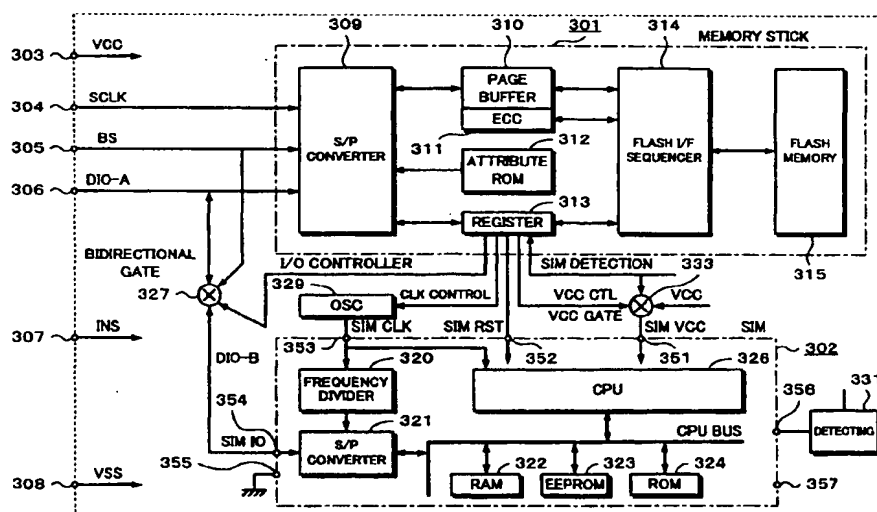 309
310
301
314
MEMORY STICK
303
VCC
304
SCLK
305
BS
306
DIO-A
S/P CONVERTER
PAGE BUFFER
ECC
311
312
ATTRIBUTE ROM
313
REGISTER
FLASH I/F SEQUENCER
FLASH MEMORY
315
BIDIRECTIONAL GATE
327
I/O CONTROLLER
329
OSC
CLK CONTROL
SIM DETECTION
333
VCC CTL
VCC GATE
VCC
307
INS
SIM CLK
SIM RST
SIM VCC
SIM
353
320
352
351
326
302
DIO-B
FREQUENCY DIVIDER
CPU
354
321
356
DETECTING
SIM IO
S/P CONVERTER
CPU BUS
355
322
323
324
RAM
EEPROM
ROM
357
308
VSS